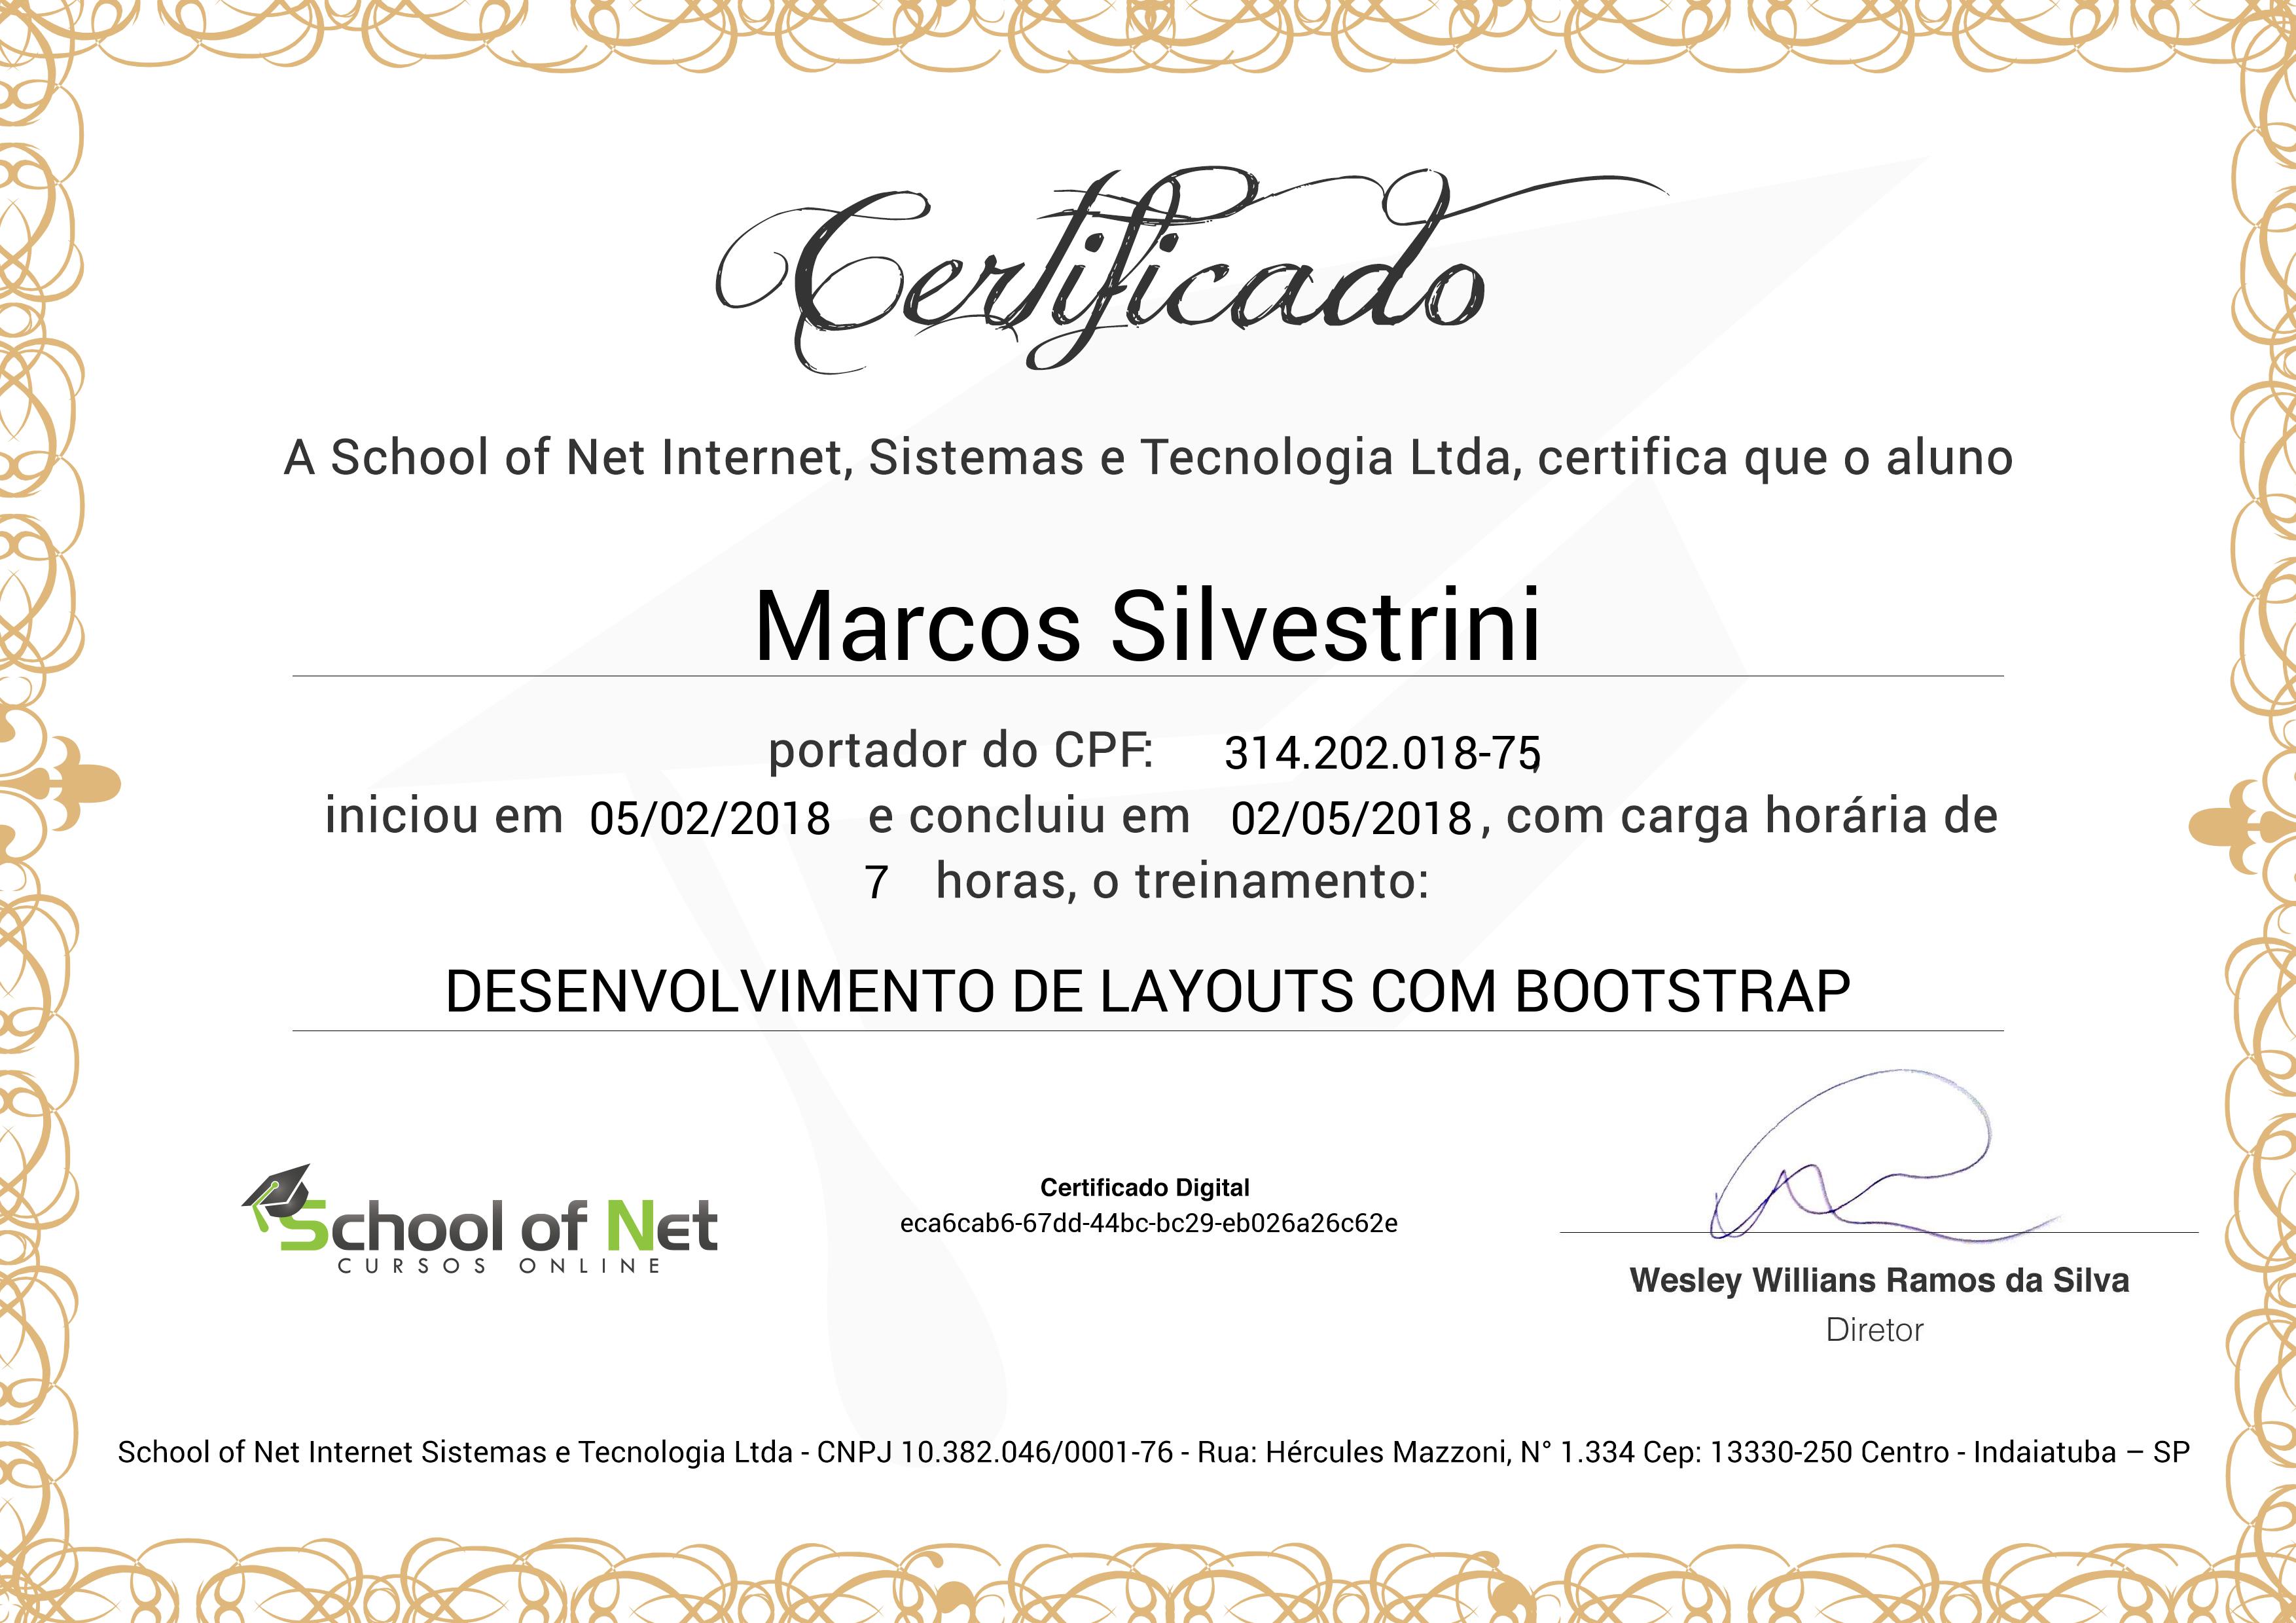 Certificado
A School of Net Internet, Sistemas e Tecnologia Ltda, certifica que o aluno
Marcos Silvestrini
portador do CPF: 314.202.018-75,
iniciou em 05/02/2018 e concluiu em 02/05/2018, com carga horária de
7 horas, o treinamento:
DESENVOLVIMENTO DE LAYOUTS COM BOOTSTRAP
School of Net
CURSOS ONLINE
Certificado Digital
eca6cab6-67dd-44bc-bc29-eb026a26c62e
Wesley Willians Ramos da Silva
Diretor
School of Net Internet Sistemas e Tecnologia Ltda - CNPJ 10.382.046/0001-76 - Rua: Hércules Mazzoni, N° 1.334 Cep: 13330-250 Centro - Indaiatuba – SP